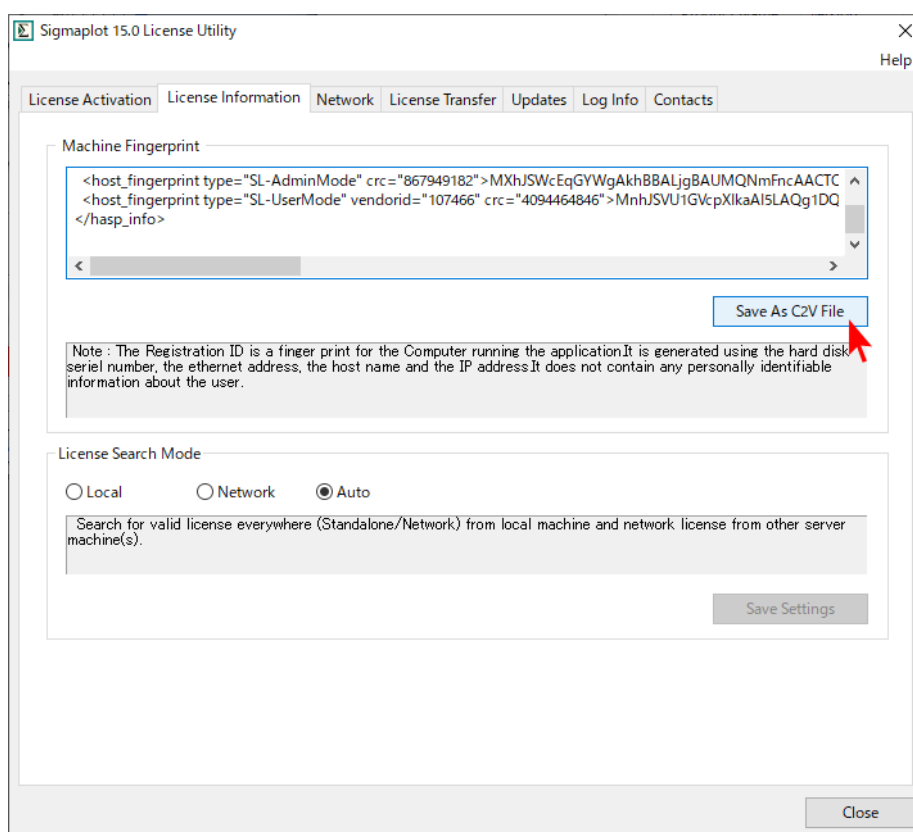 Sigmaplot 15.0 License Utility
Help
License Activation License Information Network License Transfer Updates Log Info Contacts
Machine Fingerprint
<host_fingerprint type="SL-AdminMode" crc="867949182">MXhJSWcEqGYWgAkhBBALjgBAUMQNmFncAACTC
<host_fingerprint type="SL-UserMode" vendorid="107466" crc="4094464846">MnhJSVU1GVcpXlkaAI5LAQg1DQ
</hasp_info>
Save As C2V File
Note : The Registration ID is a finger print for the Computer running the application.It is generated using the hard disk
seriel number, the ethernet address, the host name and the IP address.It does not contain any personally identifiable
information about the user.
License Search Mode
Local Network Auto
Search for valid license everywhere (Standalone/Network) from local machine and network license from other server
machine(s).
Save Settings
Close